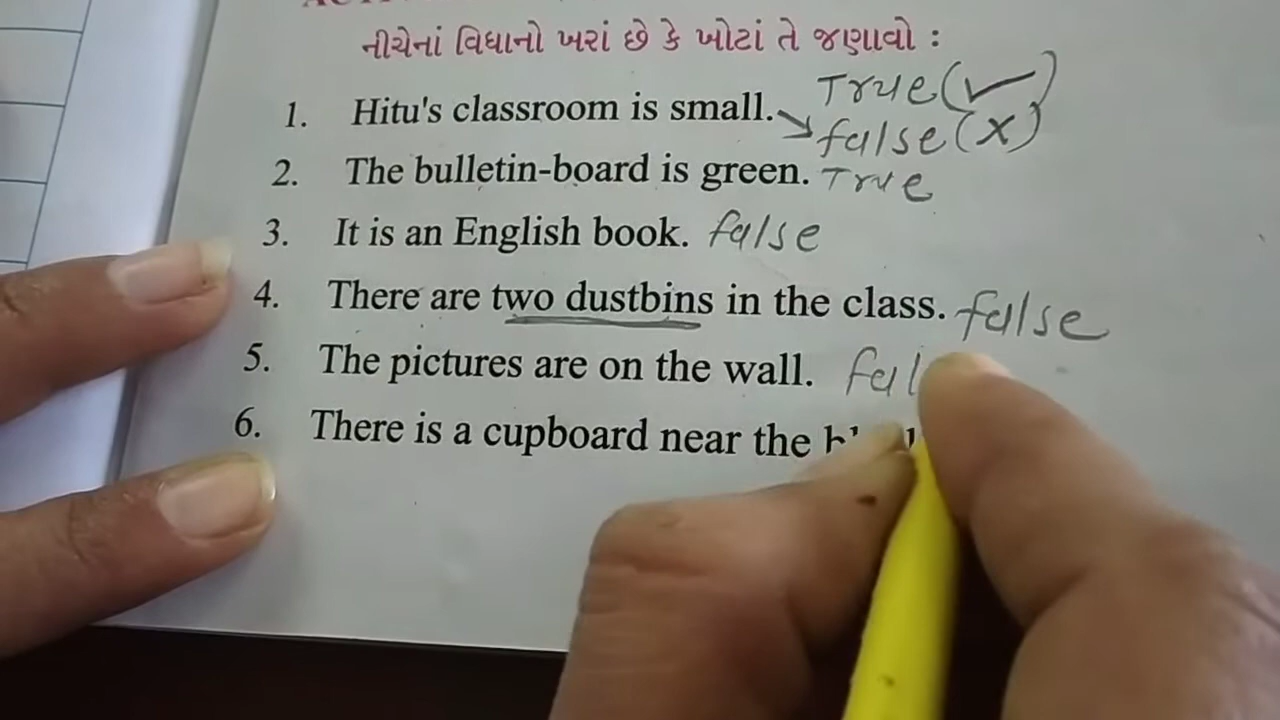 નીચેનાં વિધાનો ખરાં છે કે ખોટાં તે જણાવો :
1. Hitu's classroom is small. True (✓)
→ false (x)
2. The bulletin-board is green. True
3. It is an English book. false
4. There are two dustbins in the class. false
5. The pictures are on the wall. fal
6. There is a cupboard near the